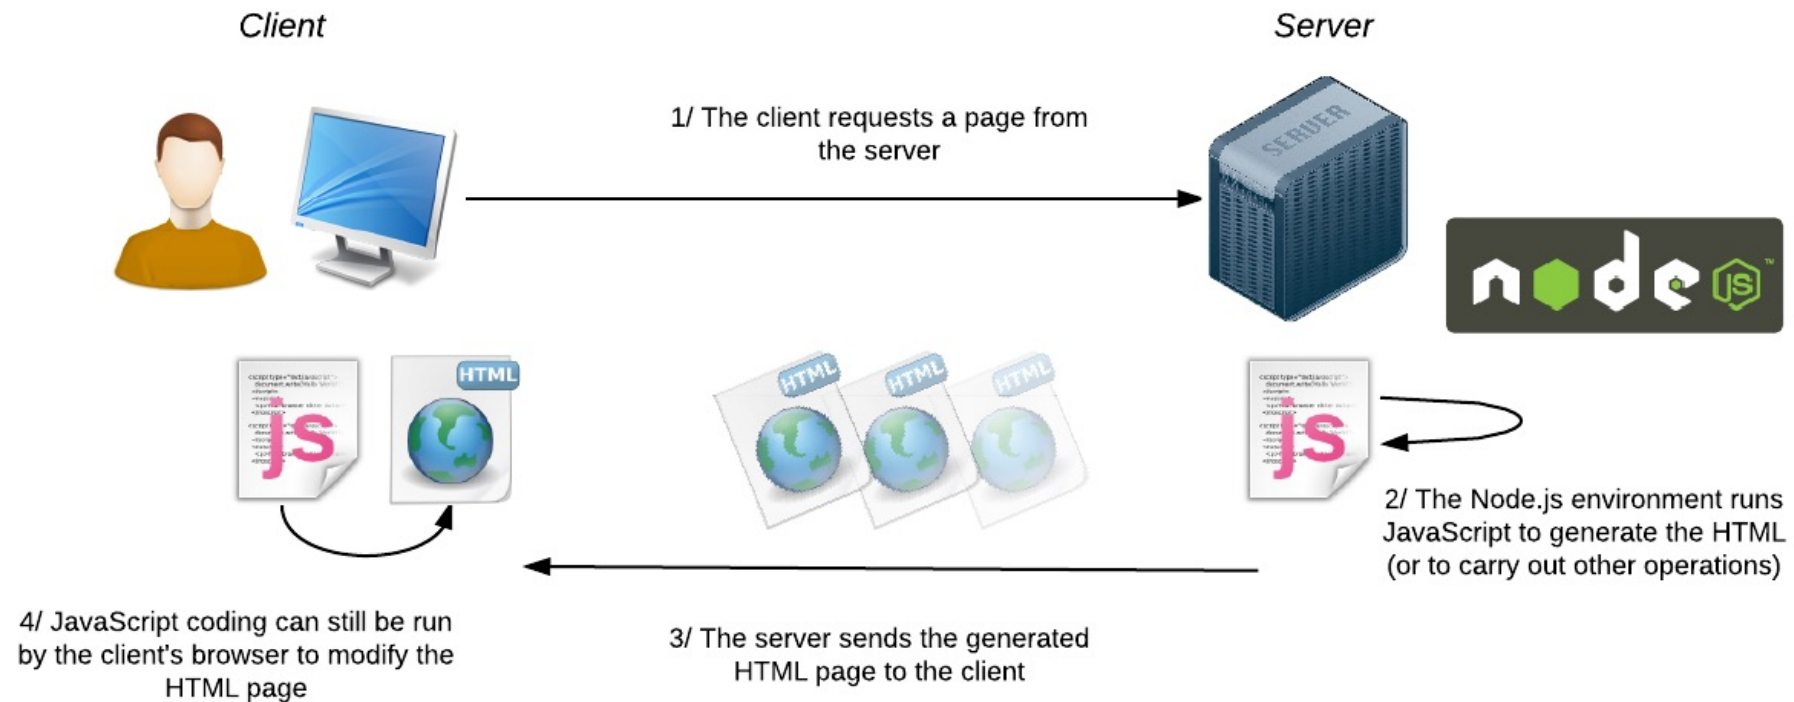 Client
Server
1/ The client requests a page from
the server
SERVER
node
JS
™
HTML
HTML
HTML
HTML
js
js
2/ The Node.js environment runs
JavaScript to generate the HTML
(or to carry out other operations)
4/ JavaScript coding can still be run
by the client's browser to modify the
HTML page
3/ The server sends the generated
HTML page to the client